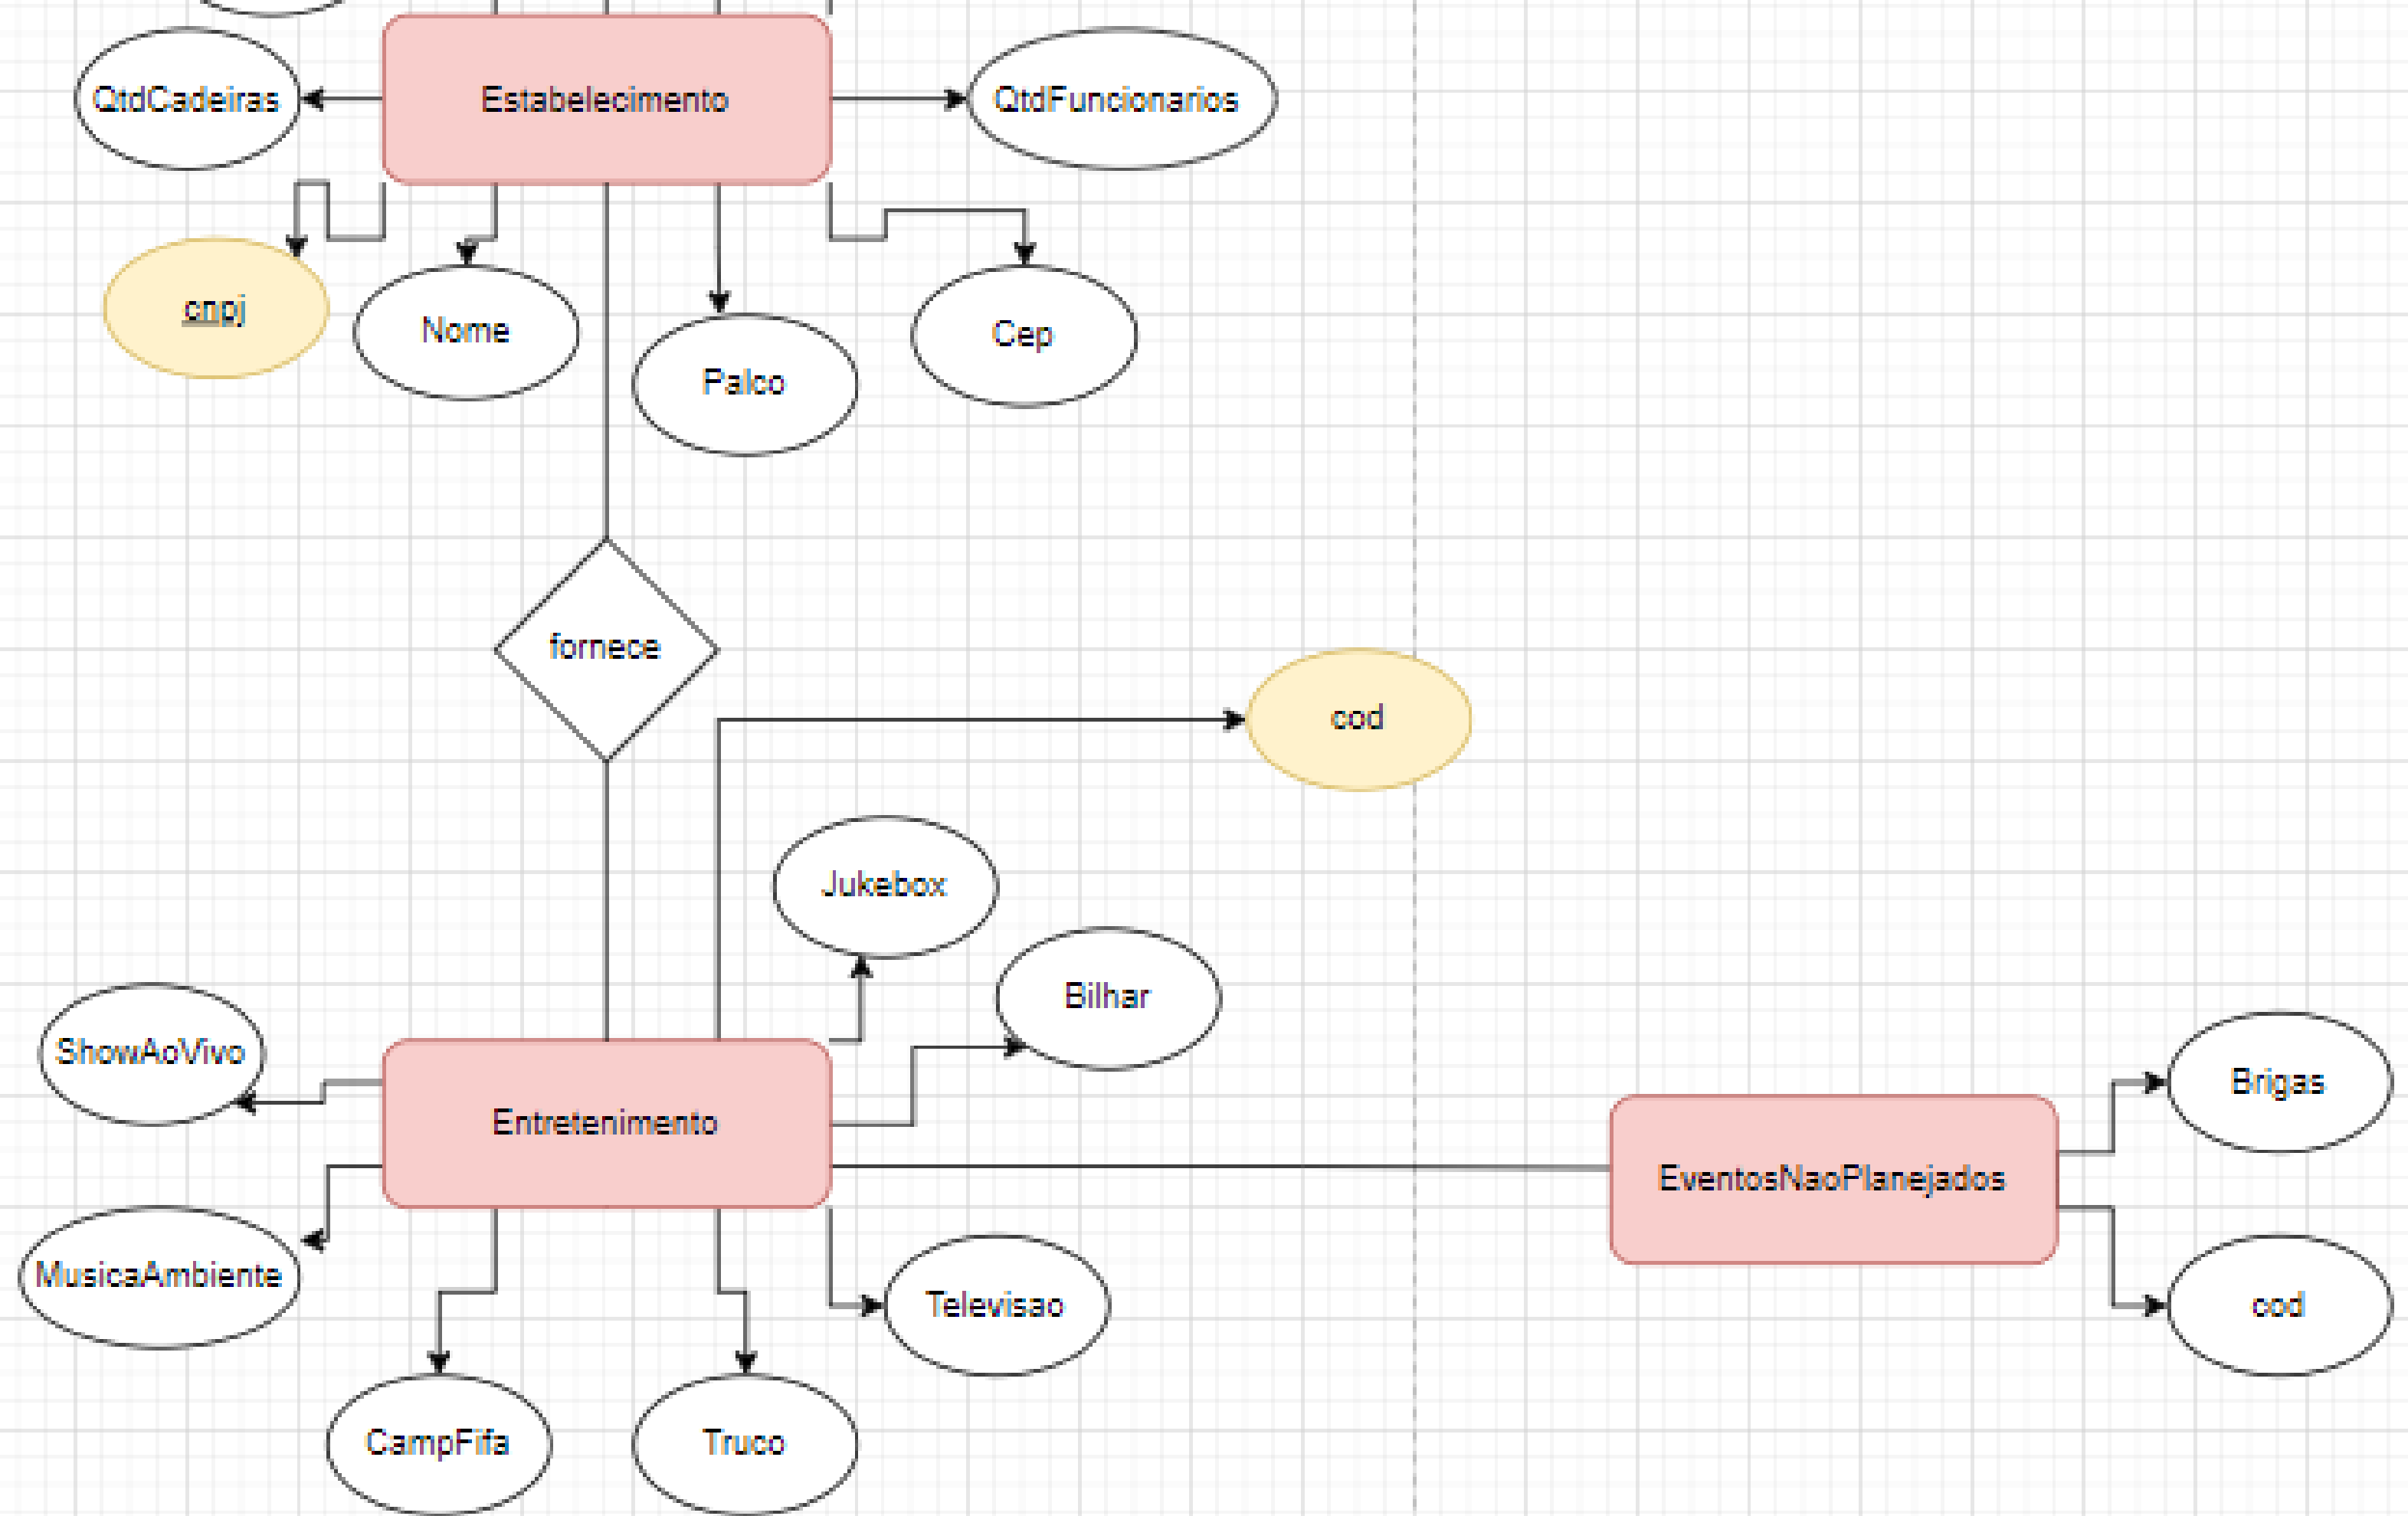 QtdCadeiras
Estabelecimento
QtdFuncionarios
cnpj
Nome
Palco
Cep
fornece
cod
Jukebox
Bilhar
ShowAoVivo
Entretenimento
Brigas
EventosNaoPlanejados
MusicaAmbiente
Televisao
cod
CampFifa
Truco